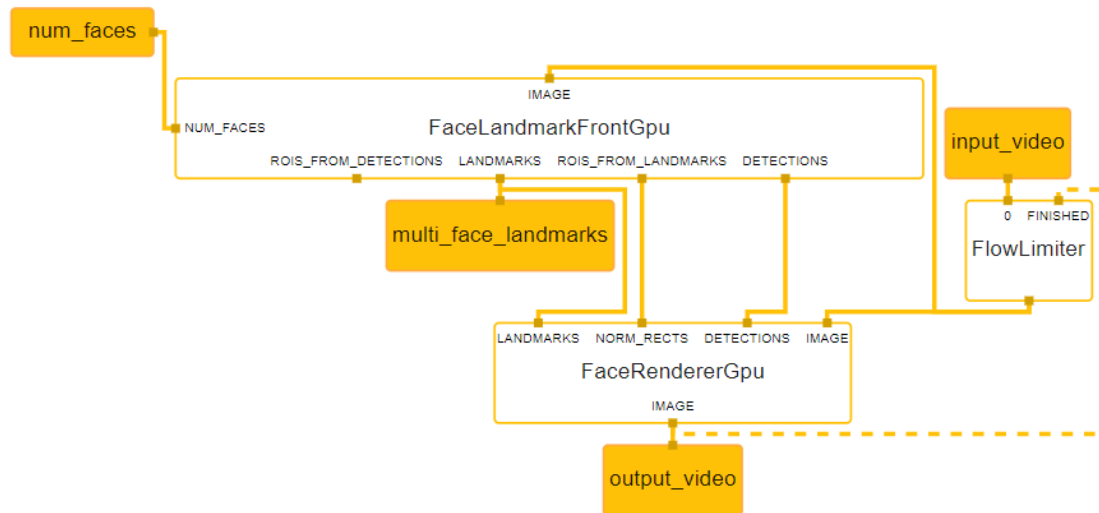 num_faces
IMAGE
NUM_FACES
FaceLandmarkFrontGpu
ROIS_FROM_DETECTIONS LANDMARKS ROIS_FROM_LANDMARKS DETECTIONS
input_video
0 FINISHED
FlowLimiter
multi_face_landmarks
LANDMARKS NORM_RECTS DETECTIONS IMAGE
FaceRendererGpu
IMAGE
output_video